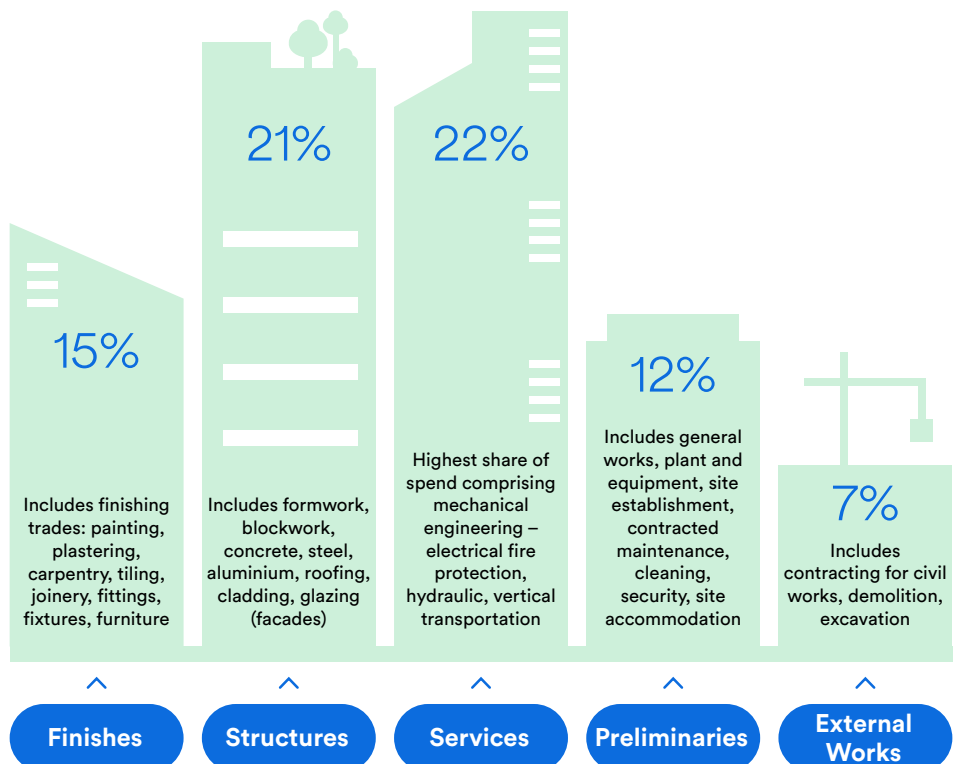 15%
Includes finishing
trades: painting,
plastering,
carpentry, tiling,
joinery, fittings,
fixtures, furniture
Finishes
21%
Includes formwork,
blockwork,
concrete, steel,
aluminium, roofing,
cladding, glazing
(facades)
Structures
22%
Highest share of
spend comprising
mechanical
engineering –
electrical fire
protection,
hydraulic, vertical
transportation
Services
12%
Includes general
works, plant and
equipment, site
establishment,
contracted
maintenance,
cleaning,
security, site
accommodation
Preliminaries
7%
Includes
contracting for civil
works, demolition,
excavation
External
Works